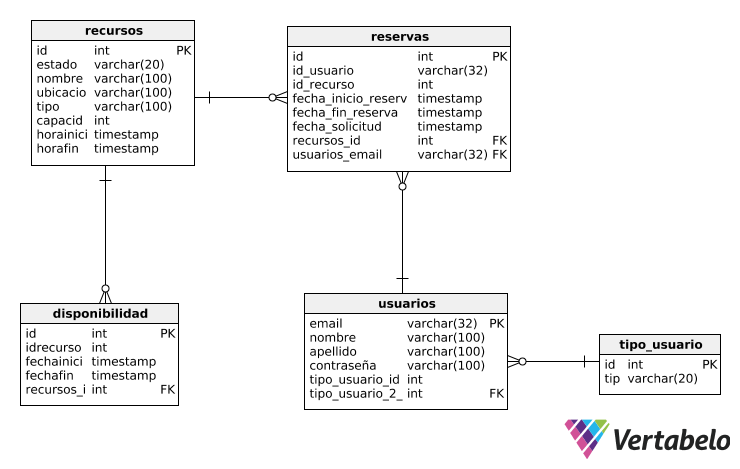 recursos
id int PK
estado varchar(20)
nombre varchar(100)
ubicacio varchar(100)
tipo varchar(100)
capacid int
horainici timestamp
horafin timestamp
reservas
id int PK
id_usuario varchar(32)
id_recurso int
fecha_inicio_reserv timestamp
fecha_fin_reserva timestamp
fecha_solicitud timestamp
recursos_id int FK
usuarios_email varchar(32) FK
disponibilidad
id int PK
idrecurso int
fechainici timestamp
fechafin timestamp
recursos_i int FK
usuarios
email varchar(32) PK
nombre varchar(100)
apellido varchar(100)
contraseña varchar(100)
tipo_usuario_id int
tipo_usuario_2_ int FK
tipo_usuario
id int PK
tip varchar(20)
Vertabelo